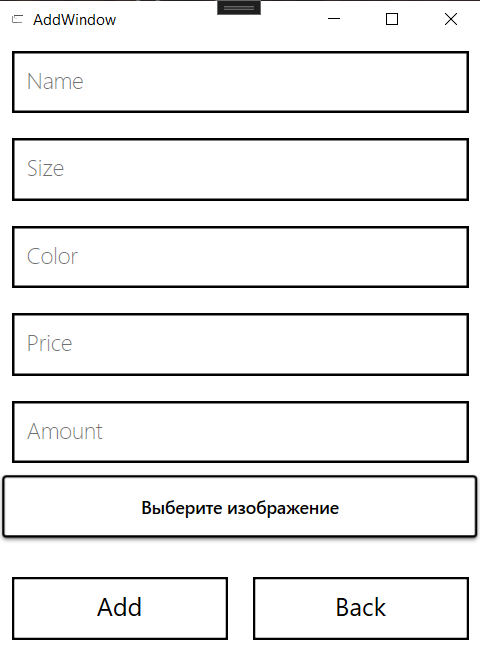 AddWindow
Name
Size
Color
Price
Amount
Выберите изображение
Add
Back